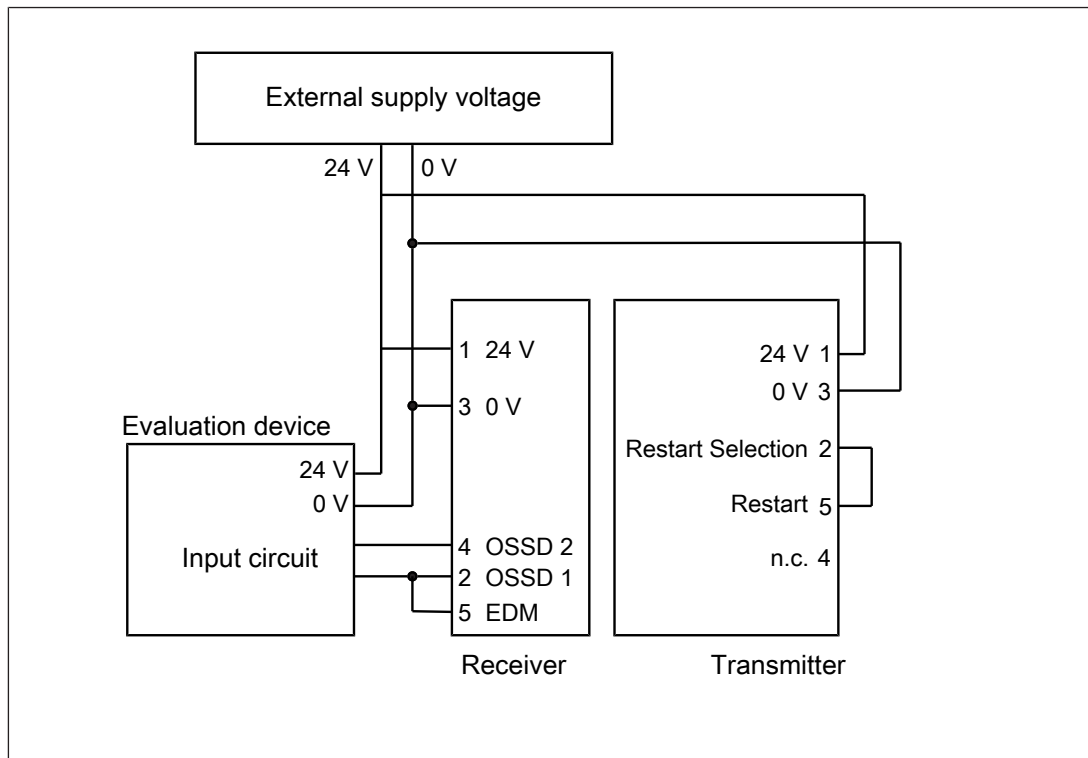 External supply voltage
24 V 0 V
1 24 V
3 0 V
4 OSSD 2
2 OSSD 1
5 EDM
Receiver
24 V 1
0 V 3
Restart Selection 2
Restart 5
n.c. 4
Transmitter
Evaluation device
24 V
0 V
Input circuit